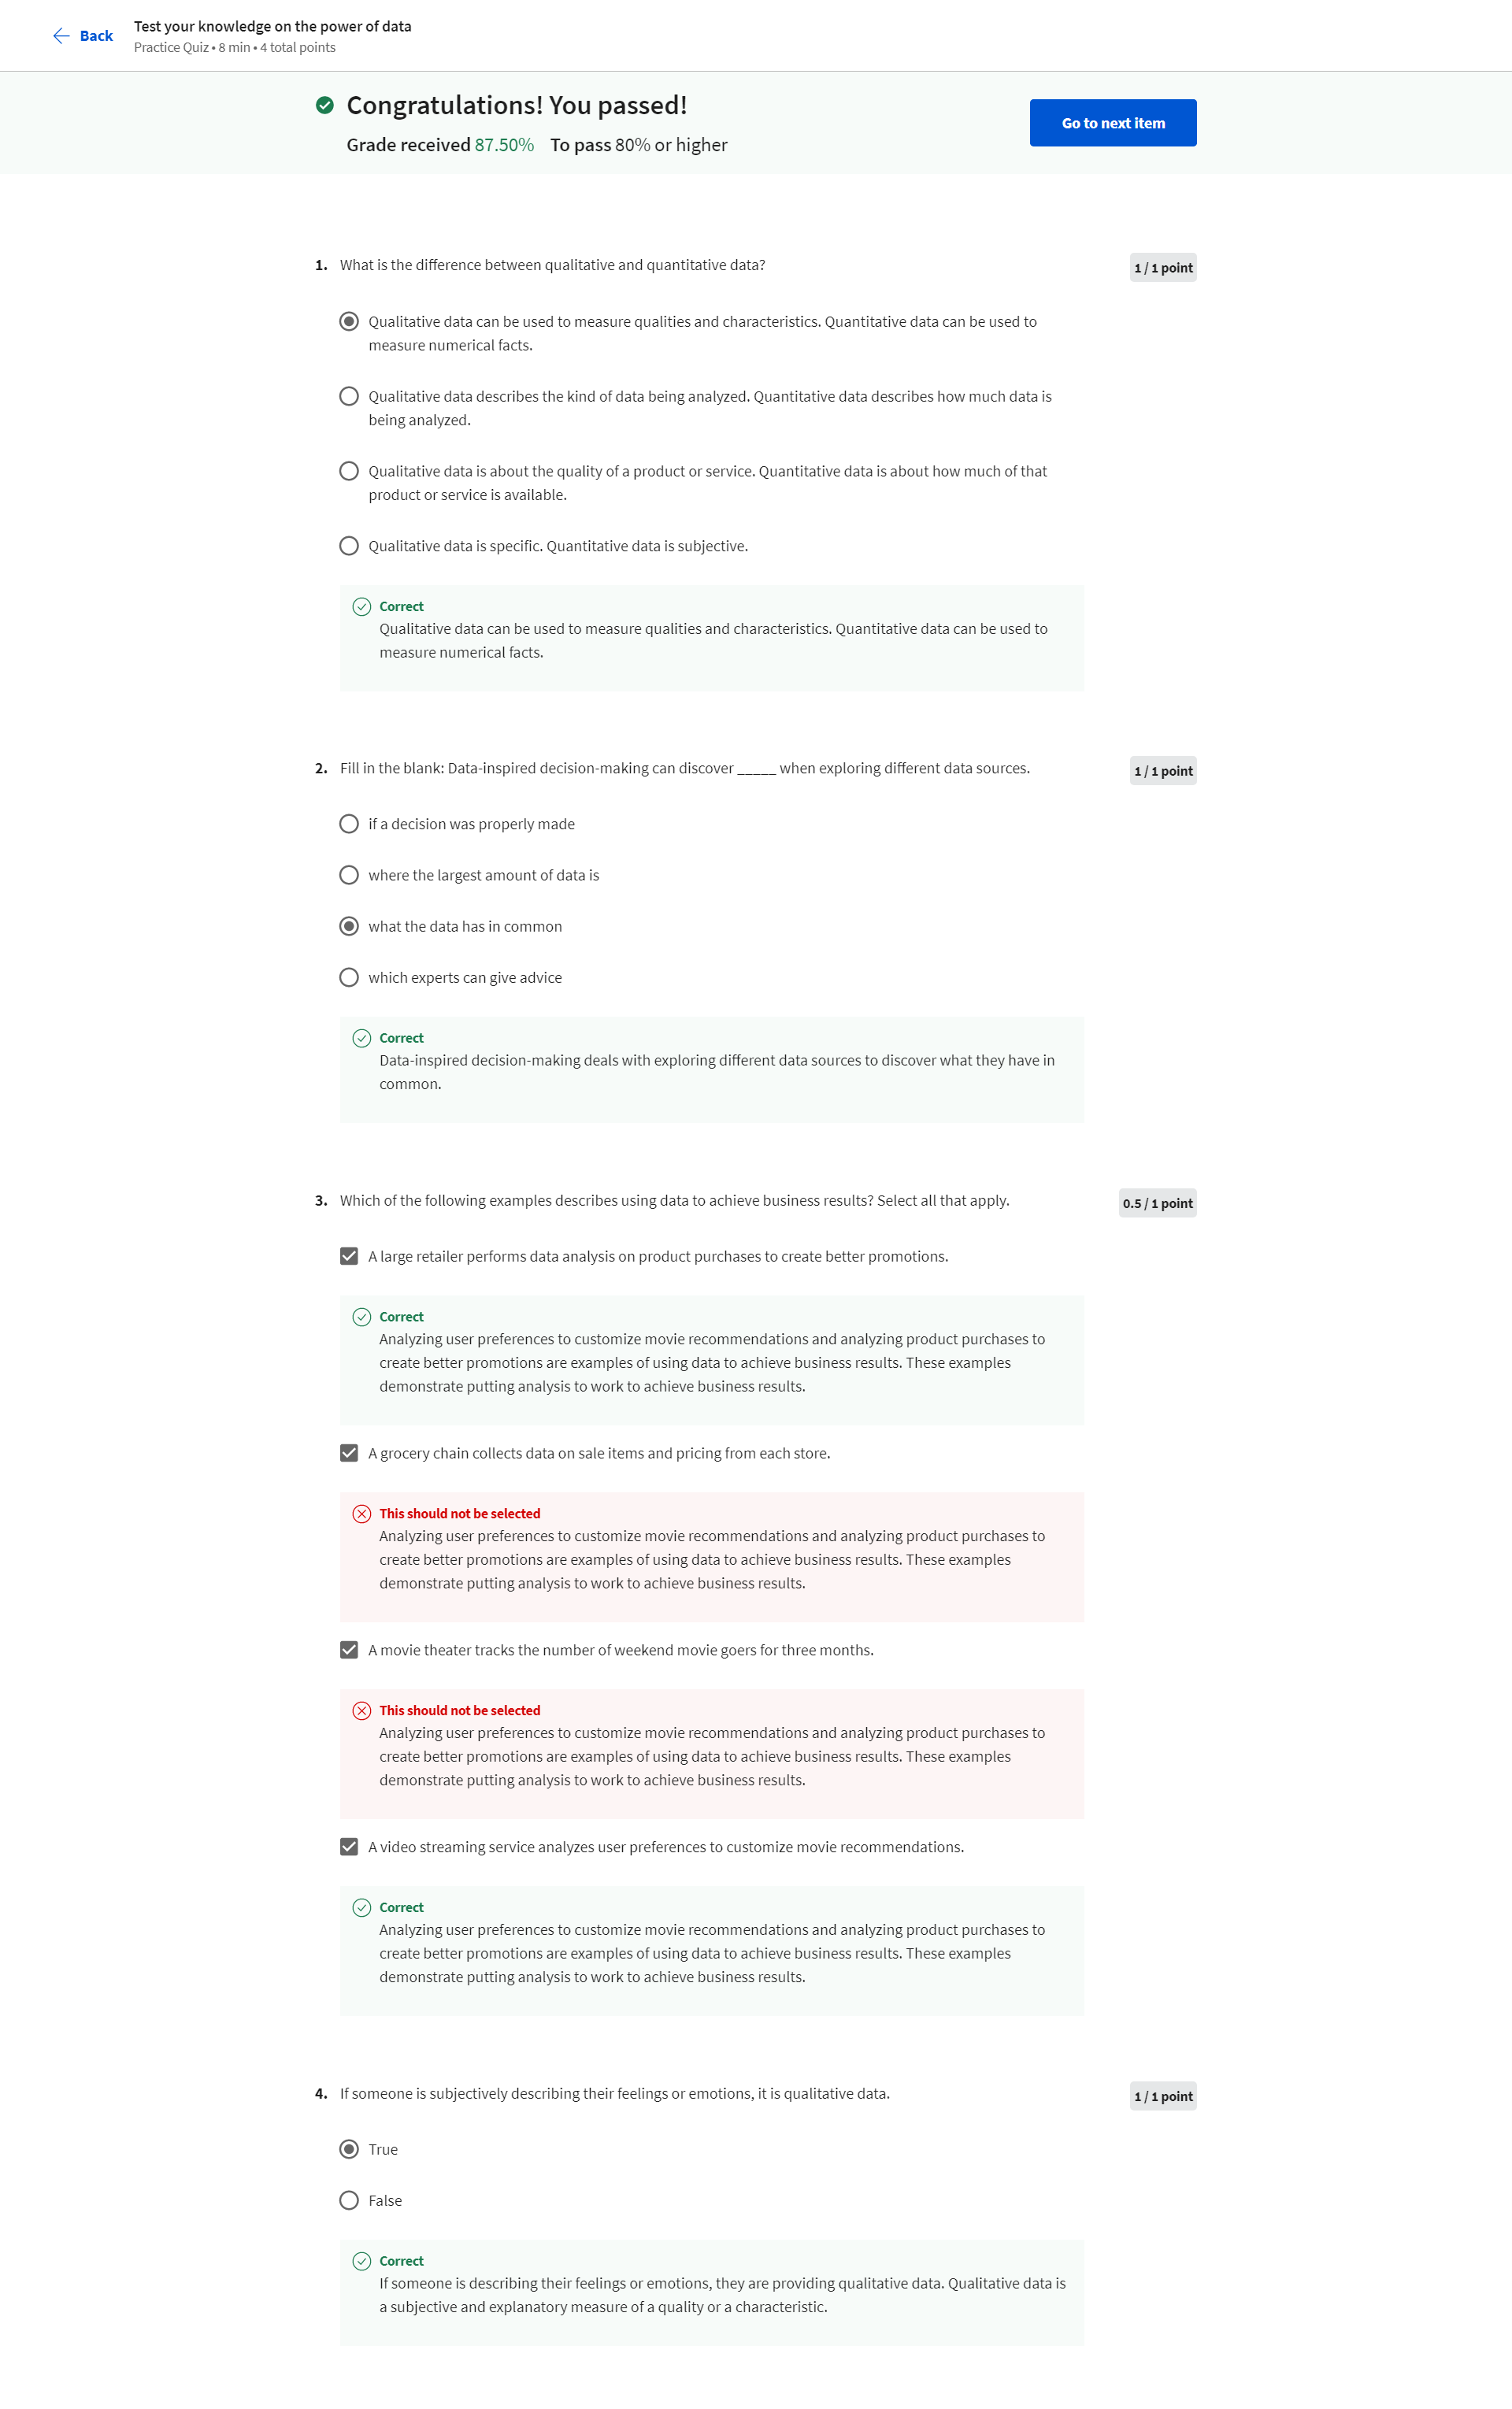 Back
Test your knowledge on the power of data
Practice Quiz • 8 min • 4 total points
Congratulations! You passed!
Grade received 87.50% To pass 80% or higher
Go to next item
1. What is the difference between qualitative and quantitative data?
1 / 1 point
Qualitative data can be used to measure qualities and characteristics. Quantitative data can be used to
measure numerical facts.
Qualitative data describes the kind of data being analyzed. Quantitative data describes how much data is
being analyzed.
Qualitative data is about the quality of a product or service. Quantitative data is about how much of that
product or service is available.
Qualitative data is specific. Quantitative data is subjective.
Correct
Qualitative data can be used to measure qualities and characteristics. Quantitative data can be used to
measure numerical facts.
2. Fill in the blank: Data-inspired decision-making can discover _____ when exploring different data sources.
1 / 1 point
if a decision was properly made
where the largest amount of data is
what the data has in common
which experts can give advice
Correct
Data-inspired decision-making deals with exploring different data sources to discover what they have in
common.
3. Which of the following examples describes using data to achieve business results? Select all that apply.
0.5 / 1 point
A large retailer performs data analysis on product purchases to create better promotions.
Correct
Analyzing user preferences to customize movie recommendations and analyzing product purchases to
create better promotions are examples of using data to achieve business results. These examples
demonstrate putting analysis to work to achieve business results.
A grocery chain collects data on sale items and pricing from each store.
This should not be selected
Analyzing user preferences to customize movie recommendations and analyzing product purchases to
create better promotions are examples of using data to achieve business results. These examples
demonstrate putting analysis to work to achieve business results.
A movie theater tracks the number of weekend movie goers for three months.
This should not be selected
Analyzing user preferences to customize movie recommendations and analyzing product purchases to
create better promotions are examples of using data to achieve business results. These examples
demonstrate putting analysis to work to achieve business results.
A video streaming service analyzes user preferences to customize movie recommendations.
Correct
Analyzing user preferences to customize movie recommendations and analyzing product purchases to
create better promotions are examples of using data to achieve business results. These examples
demonstrate putting analysis to work to achieve business results.
4. If someone is subjectively describing their feelings or emotions, it is qualitative data.
1 / 1 point
True
False
Correct
If someone is describing their feelings or emotions, they are providing qualitative data. Qualitative data is
a subjective and explanatory measure of a quality or a characteristic.